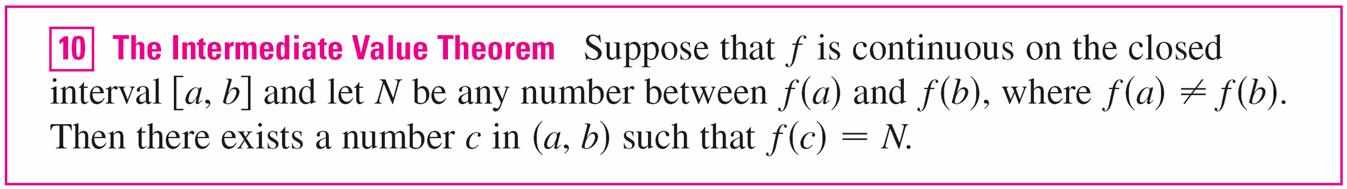 10 The Intermediate Value Theorem Suppose that f is continuous on the closed
interval [a, b] and let N be any number between f(a) and f(b), where f(a) ≠ f(b).
Then there exists a number c in (a, b) such that f(c) = N.